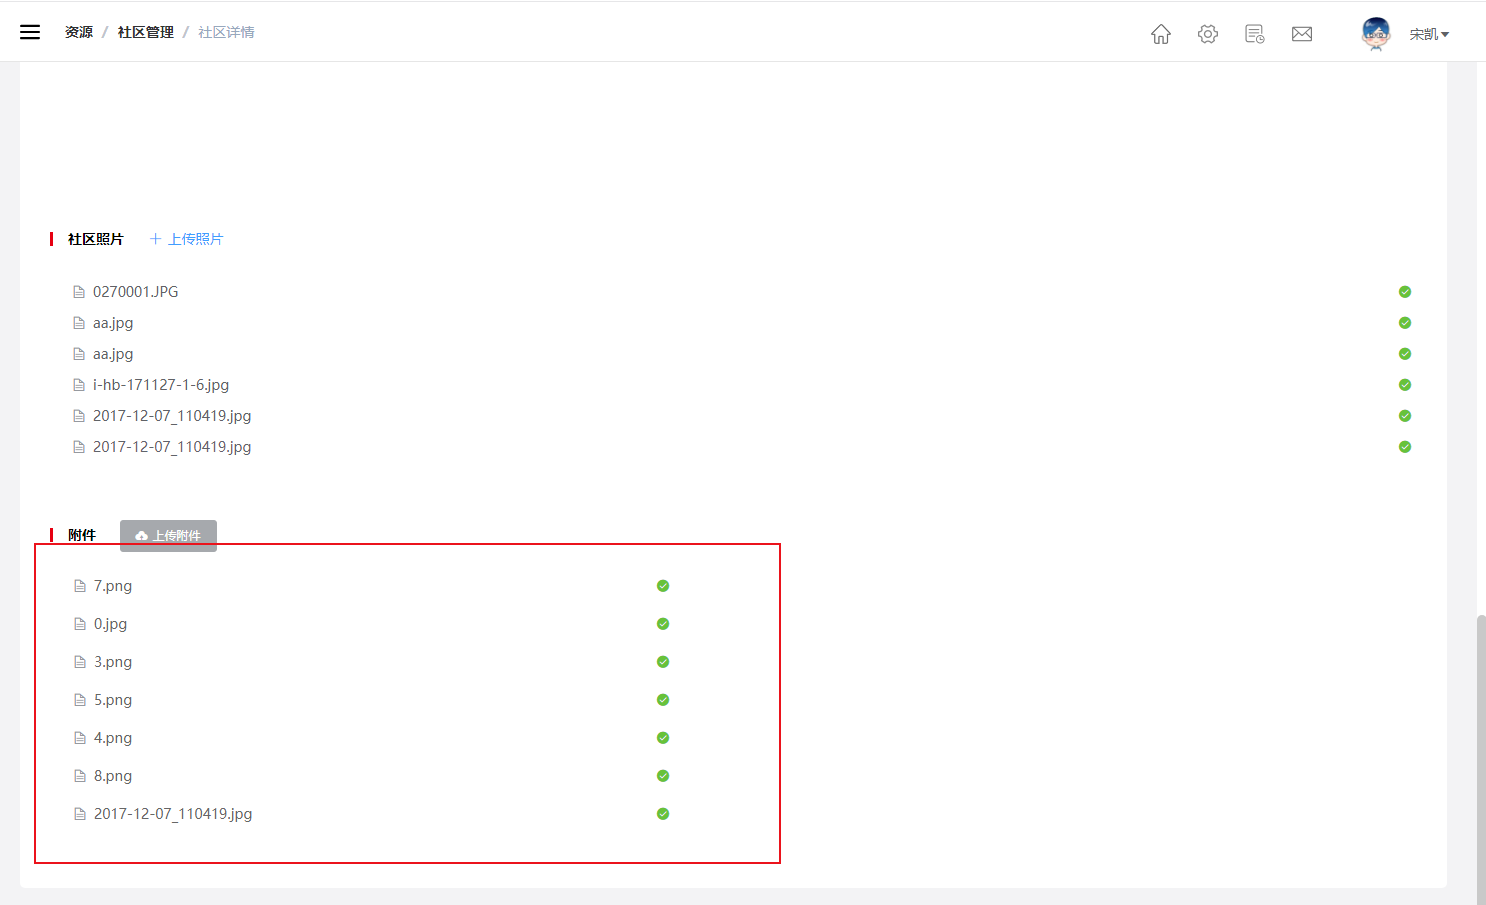 资源 / 社区管理 / 社区详情
宋凯
社区照片 + 上传照片
0270001.JPG
aa.jpg
aa.jpg
i-hb-171127-1-6.jpg
2017-12-07_110419.jpg
2017-12-07_110419.jpg
附件 上传附件
7.png
0.jpg
3.png
5.png
4.png
8.png
2017-12-07_110419.jpg